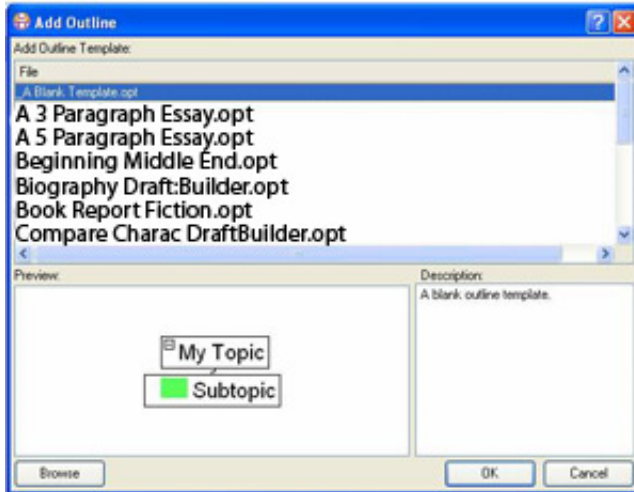 Add Outline
Add Outline Template:
File
_A Blank Template.opt
A 3 Paragraph Essay.opt
A 5 Paragraph Essay.opt
Beginning Middle End.opt
Biography Draft:Builder.opt
Book Report Fiction.opt
Compare Charac DraftBuilder.opt
Preview:
Description:
My Topic
Subtopic
A blank outline template.
Browse
OK
Cancel